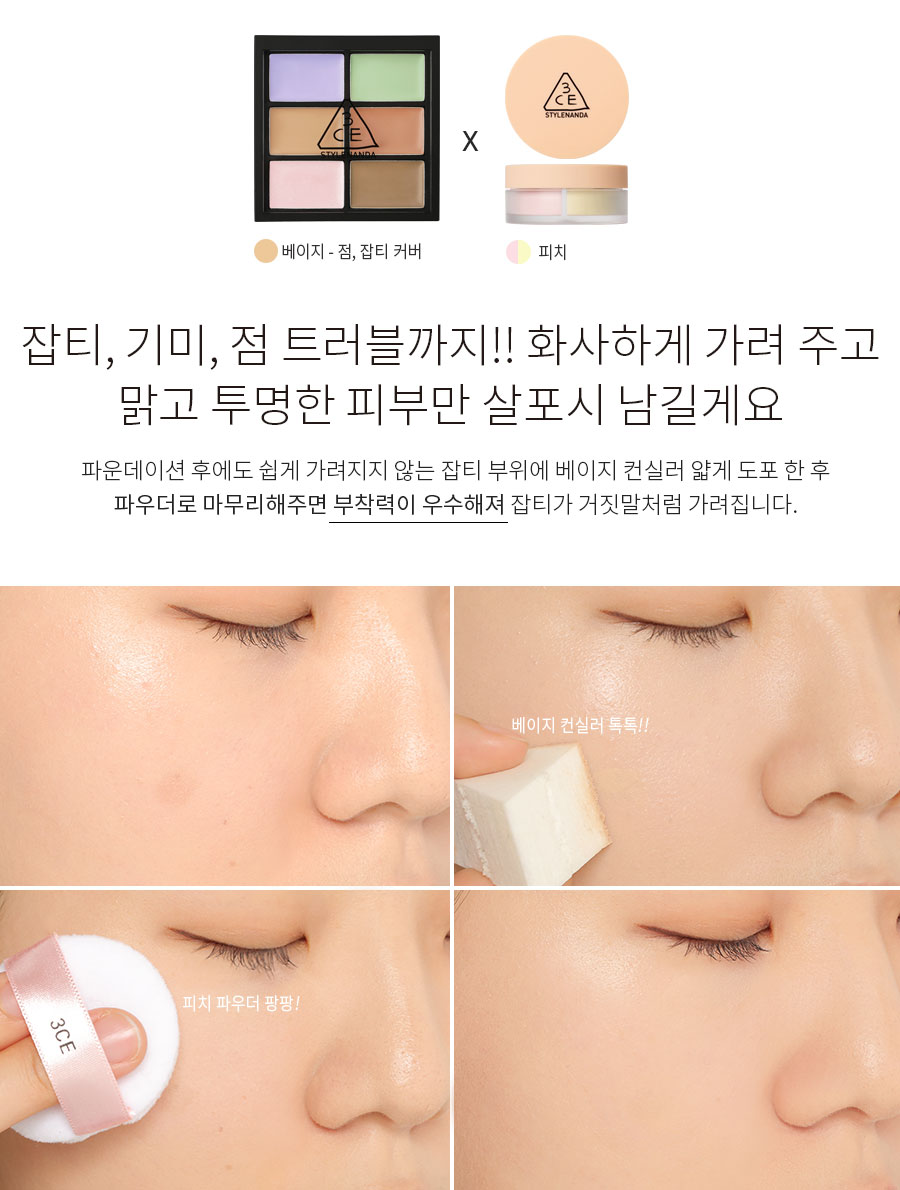 3
CE
STYLENANDA
X
3
CE
STYLENANDA
베이지 - 점, 잡티 커버
피치
잡티, 기미, 점 트러블까지!! 화사하게 가려 주고
맑고 투명한 피부만 살포시 남길게요
파운데이션 후에도 쉽게 가려지지 않는 잡티 부위에 베이지 컨실러 얇게 도포 한 후
파우더로 마무리해주면 부착력이 우수해져 잡티가 거짓말처럼 가려집니다.
베이지 컨실러 톡톡!!
피치 파우더 팡팡!
3CE